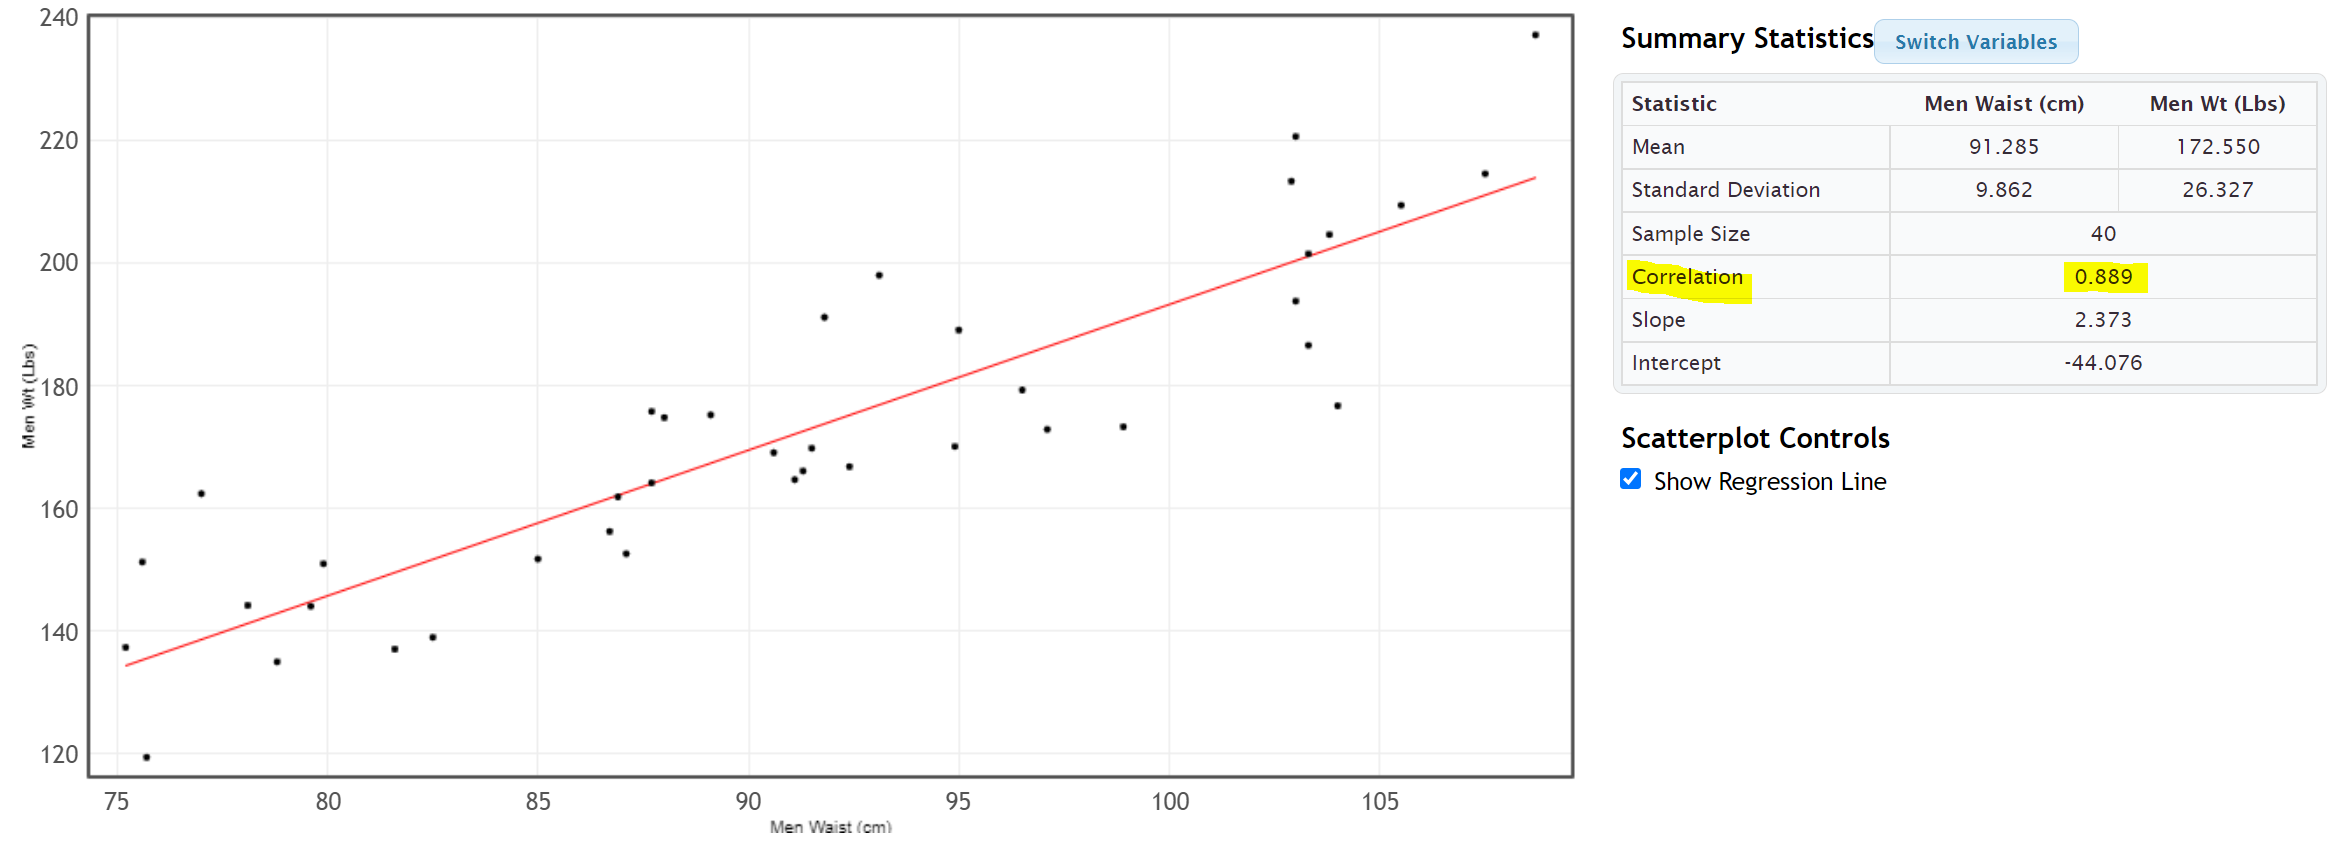 240
220
200
180
160
140
120
Men Wt (Lbs)
75 80 85 90 95 100 105
Men Waist (cm)
Summary Statistics Switch Variables
Statistic Men Waist (cm) Men Wt (Lbs)
Mean 91.285 172.550
Standard Deviation 9.862 26.327
Sample Size 40
Correlation 0.889
Slope 2.373
Intercept -44.076
Scatterplot Controls
Show Regression Line